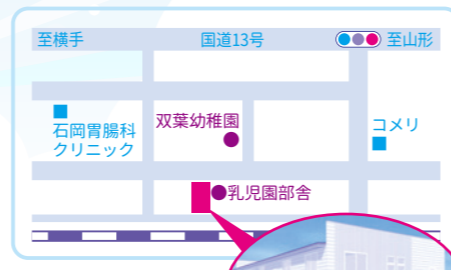 至横手
国道13号
至山形
石岡胃腸科
クリニック
双葉幼稚園
コメリ
乳児園部舎